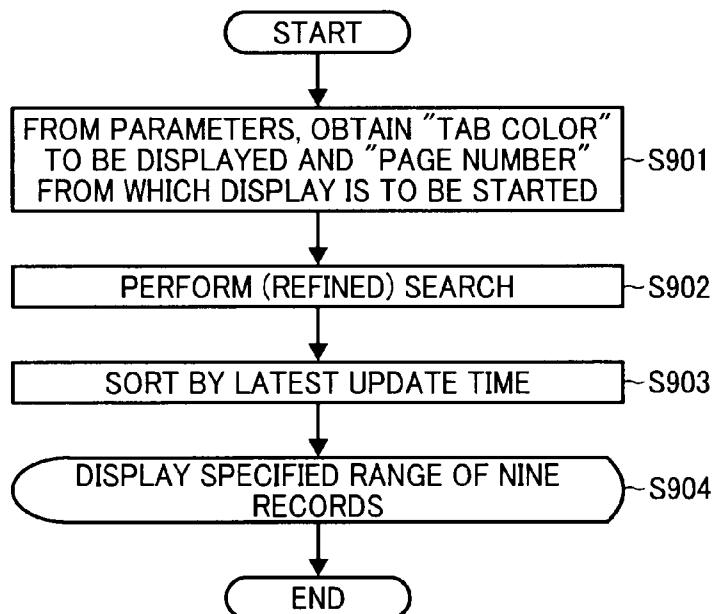 START
FROM PARAMETERS, OBTAIN "TAB COLOR"
TO BE DISPLAYED AND "PAGE NUMBER"
FROM WHICH DISPLAY IS TO BE STARTED
S901
PERFORM (REFINED) SEARCH
S902
SORT BY LATEST UPDATE TIME
S903
DISPLAY SPECIFIED RANGE OF NINE
RECORDS
S904
END